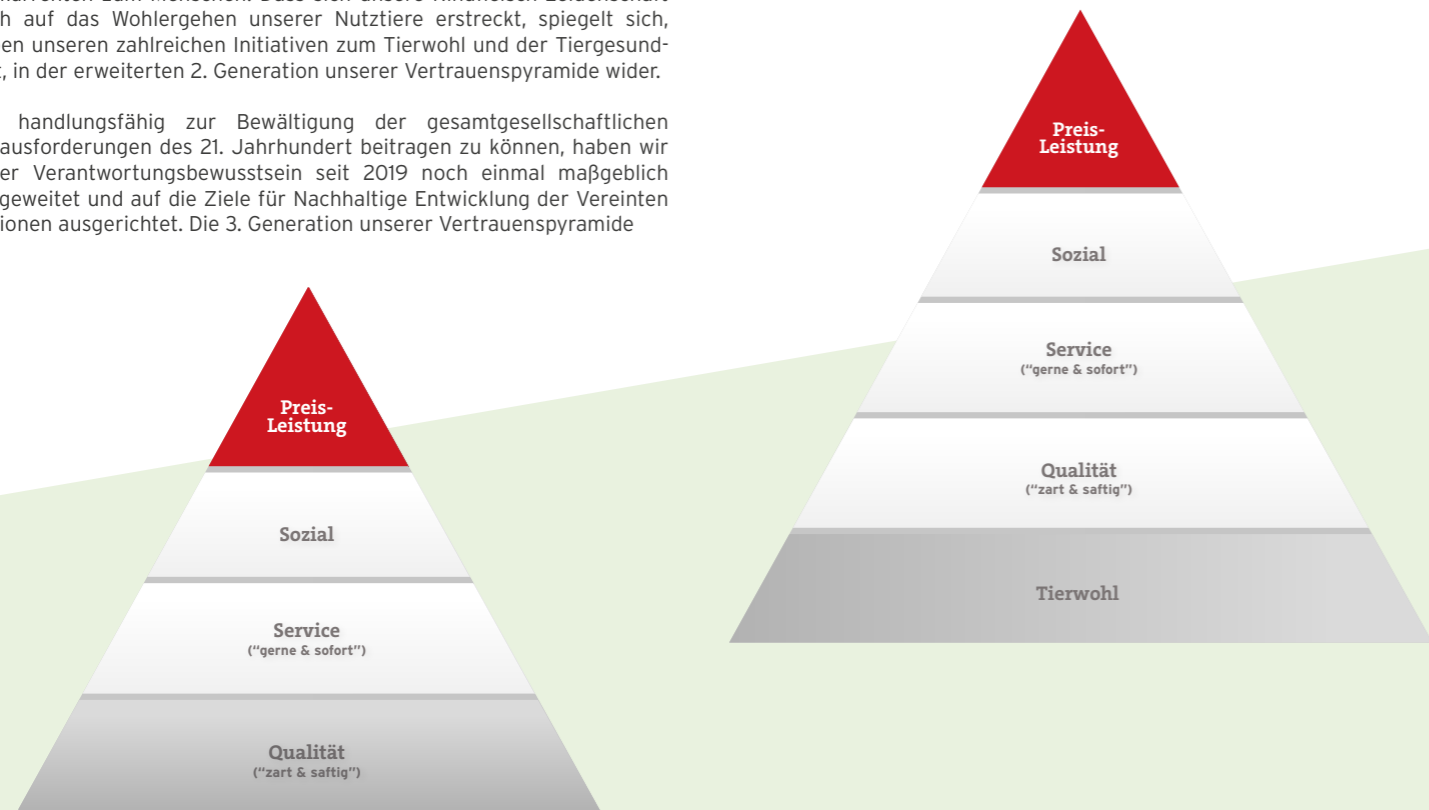 auf das Wohlergehen unserer Nutztiere erstreckt, spiegelt sich,
unseren zahlreichen Initiativen zum Tierwohl und der Tiergesund-
in der erweiterten 2. Generation unserer Vertrauenspyramide wider.
handlungsfähig zur Bewältigung der gesamtgesellschaftlichen
ausforderungen des 21. Jahrhundert beitragen zu können, haben wir
er Verantwortungsbewusstsein seit 2019 noch einmal maßgeblich
geweitet und auf die Ziele für Nachhaltige Entwicklung der Vereinten
ionen ausgerichtet. Die 3. Generation unserer Vertrauenspyramide
Preis-
Leistung
Sozial
Service
(“gerne & sofort”)
Qualität
(“zart & saftig”)
Preis-
Leistung
Sozial
Service
(“gerne & sofort”)
Qualität
(“zart & saftig”)
Tierwohl